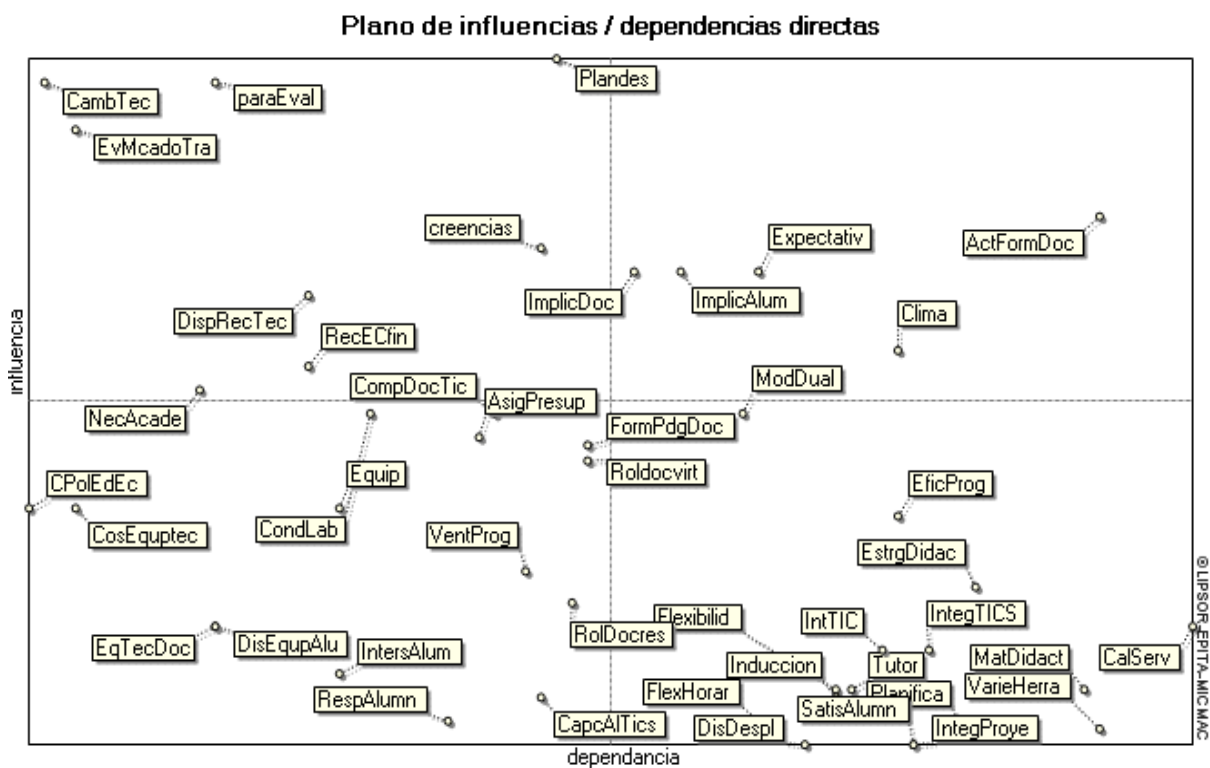 Plano de influencias / dependencias directas
Plandes
CambTec
paraEval
EvMcadoTra
creencias
Expectativ
ActFormDoc
ImplicDoc
ImplicAlum
DispRecTec
Clima
RecECfin
influencia
CompDocTic
ModDual
AsigPresup
NecAcade
FormPdgDoc
Equip
Roldocvirt
CPolEdEc
EficProg
CosEquptec
CondLab
VentProg
EstrgDidac
Flexibilid
IntTIC
IntegTICS
RolDocres
EqTecDoc
DisEqupAlu
IntersAlum
Induccion
Tutor
MatDidact
CalServ
RespAlumn
FlexHorar
Planifica
VarieHerra
SatisAlumn
CapcAlTics
DisDespl
IntegProye
dependancia
© LIPSOR-EPITA-MICMAC